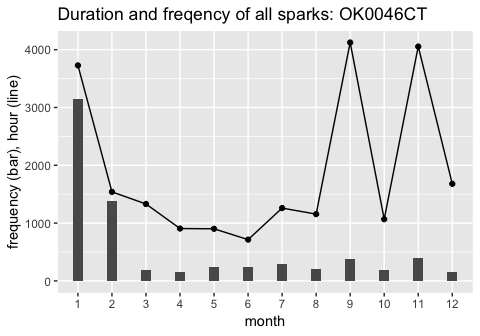 Duration and freqency of all sparks: OK0046CT
frequency (bar), hour (line)
4000
3000
2000
1000
0
1 2 3 4 5 6 7 8 9 10 11 12
month